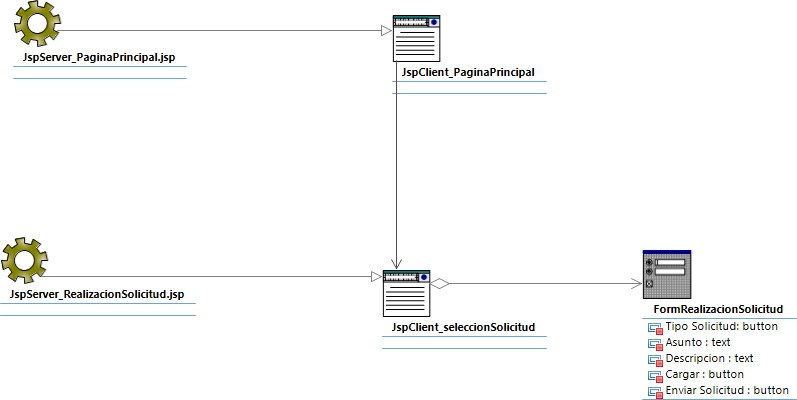 JspServer_PaginaPrincipal.jsp
JspClient_PaginaPrincipal
JspServer_RealizacionSolicitud.jsp
JspClient_seleccionSolicitud
FormRealizacionSolicitud
Tipo Solicitud: button
Asunto : text
Descripcion : text
Cargar : button
Enviar Solicitud : button